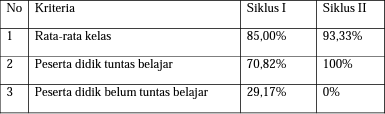 No Kriteria Siklus I Siklus II
1 Rata-rata kelas 85,00% 93,33%
2 Peserta didik tuntas belajar 70,82% 100%
3 Peserta didik belum tuntas belajar 29,17% 0%